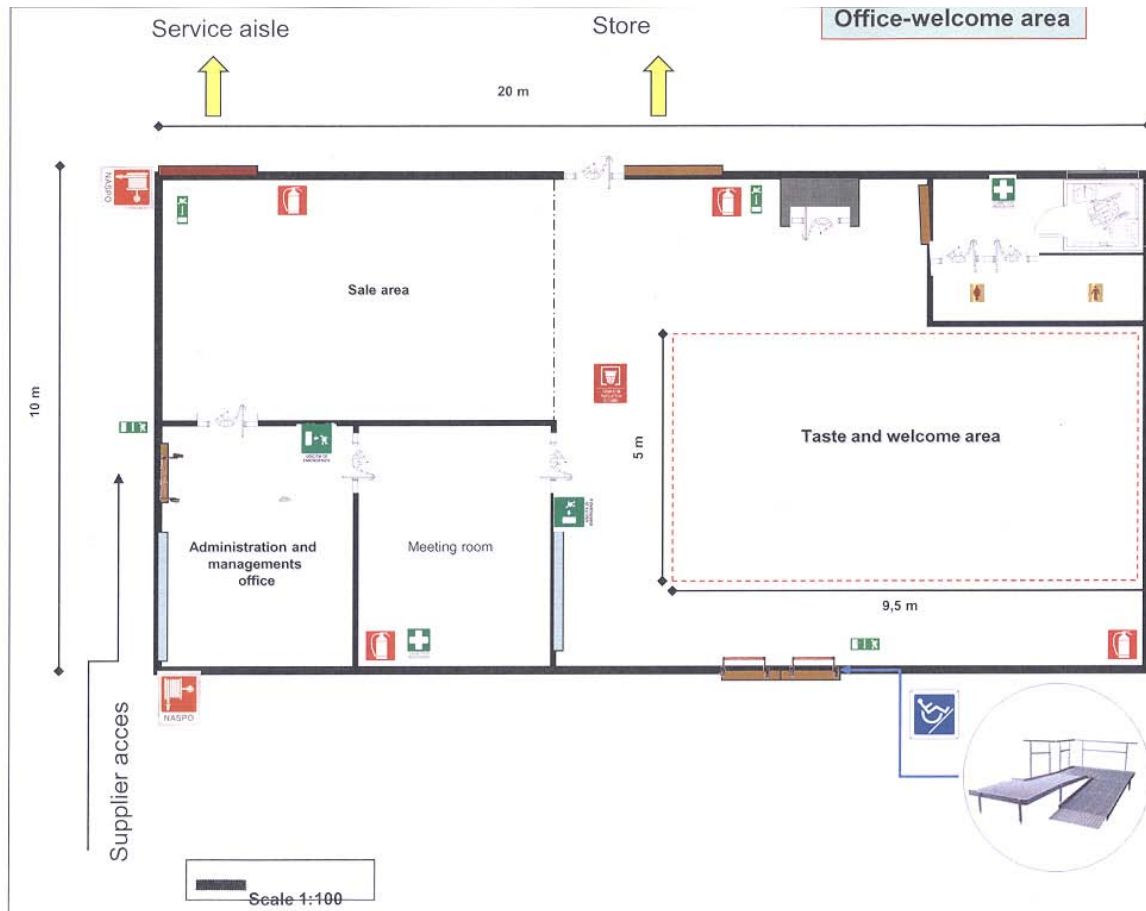 Office-welcome area
Service aisle
Store
20 m
NASPO
Sale area
10 m
5 m
Taste and welcome area
Administration and
managements
office
Meeting room
9,5 m
NASPO
Supplier acces
Scale 1:100